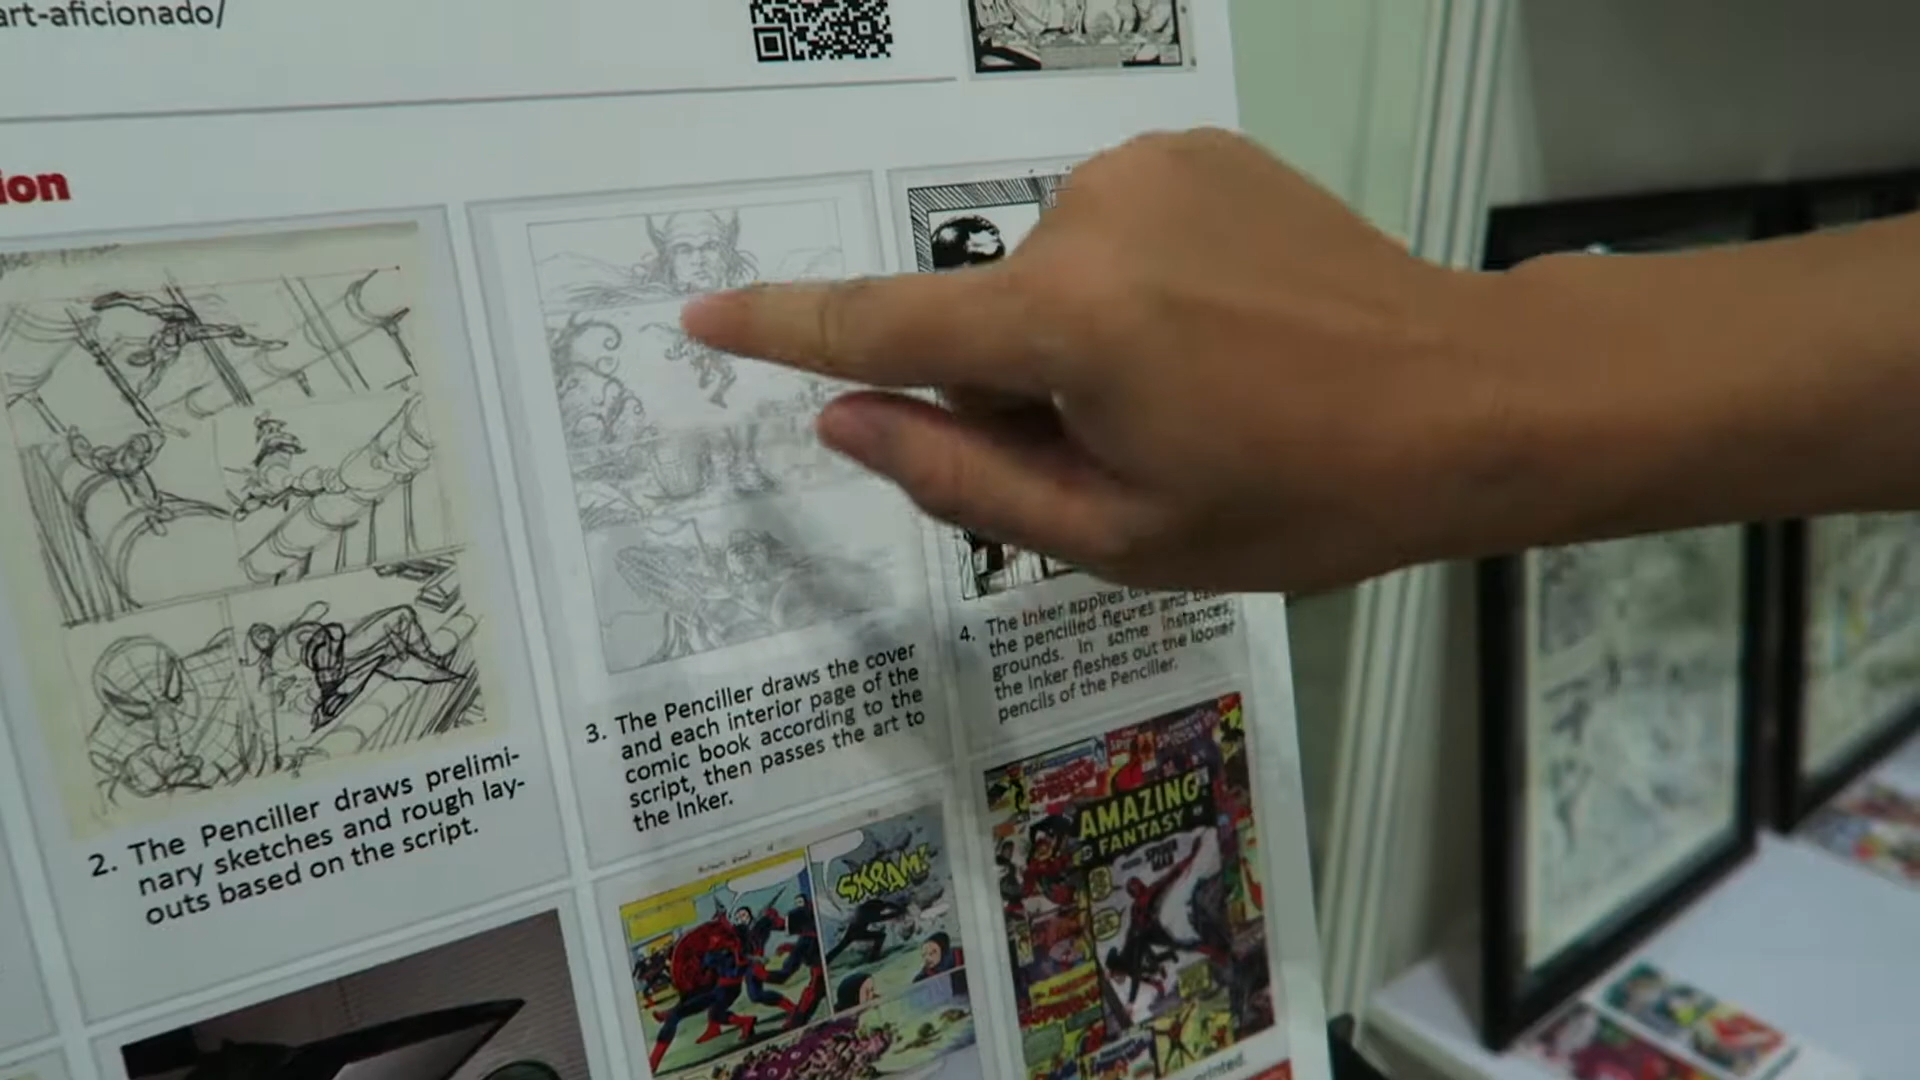 art-aficionado/
ion
2. The Penciller draws prelimi-
nary sketches and rough lay-
outs based on the script.
3. The Penciller draws the cover
and each interior page of the
comic book according to the
script, then passes the art to
the Inker.
4. The Inker applies
the pencilled figures and
grounds. In some instances,
the Inker fleshes out the looser
pencils of the Penciller.
SKRAM!
AMAZING
FANTASY
printed.